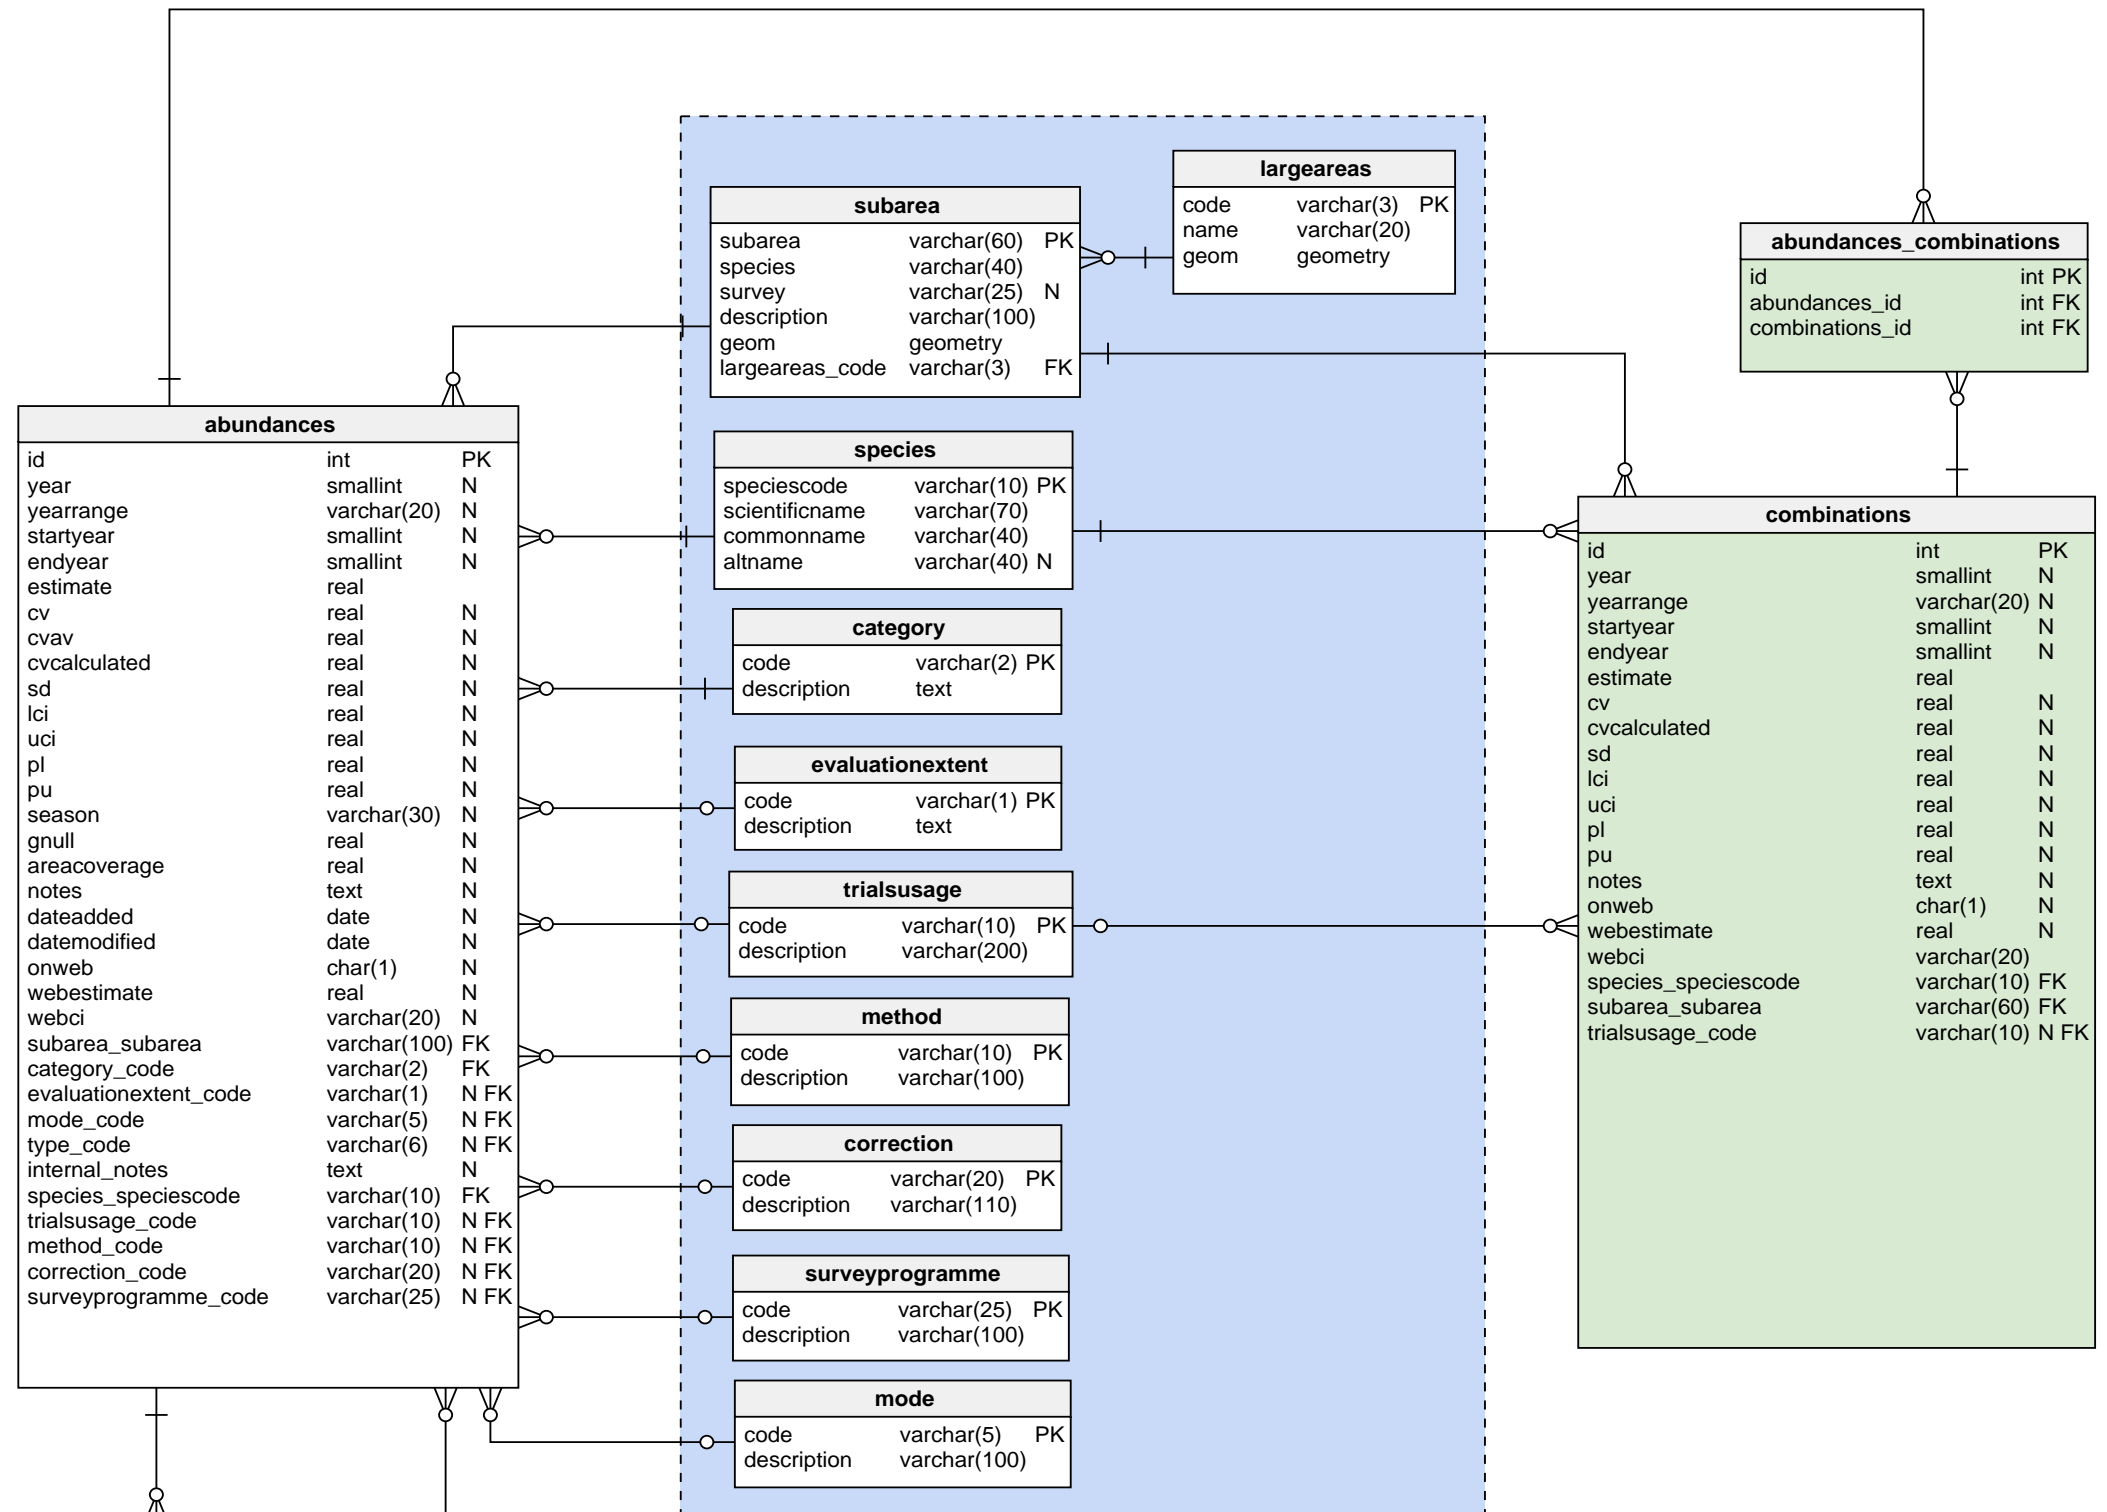 largeareas
code varchar(3) PK
name varchar(20)
geom geometry
subarea
subarea varchar(60) PK
species varchar(40)
survey varchar(25) N
description varchar(100)
geom geometry
largeareas_code varchar(3) FK
abundances_combinations
id int PK
abundances_id int FK
combinations_id int FK
abundances
id int PK
year smallint N
yearrange varchar(20) N
startyear smallint N
endyear smallint N
estimate real
cv real N
cvav real N
cvcalculated real N
sd real N
lci real N
uci real N
pl real N
pu real N
season varchar(30) N
gnull real N
areacoverage real N
notes text N
dateadded date N
datemodified date N
onweb char(1) N
webestimate real N
webci varchar(20) N
subarea_subarea varchar(100) FK
category_code varchar(2) FK
evaluationextent_code varchar(1) N FK
mode_code varchar(5) N FK
type_code varchar(6) N FK
internal_notes text N
species_speciescode varchar(10) FK
trialsusage_code varchar(10) N FK
method_code varchar(10) N FK
correction_code varchar(20) N FK
surveyprogramme_code varchar(25) N FK
species
speciescode varchar(10) PK
scientificname varchar(70)
commonname varchar(40)
altname varchar(40) N
category
code varchar(2) PK
description text
evaluationextent
code varchar(1) PK
description text
trialsusage
code varchar(10) PK
description varchar(200)
method
code varchar(10) PK
description varchar(100)
correction
code varchar(20) PK
description varchar(110)
surveyprogramme
code varchar(25) PK
description varchar(100)
mode
code varchar(5) PK
description varchar(100)
combinations
id int PK
year smallint N
yearrange varchar(20) N
startyear smallint N
endyear smallint N
estimate real
cv real N
cvcalculated real N
sd real N
lci real N
uci real N
pl real N
pu real N
notes text N
onweb char(1) N
webestimate real N
webci varchar(20)
species_speciescode varchar(10) FK
subarea_subarea varchar(60) FK
trialsusage_code varchar(10) N FK